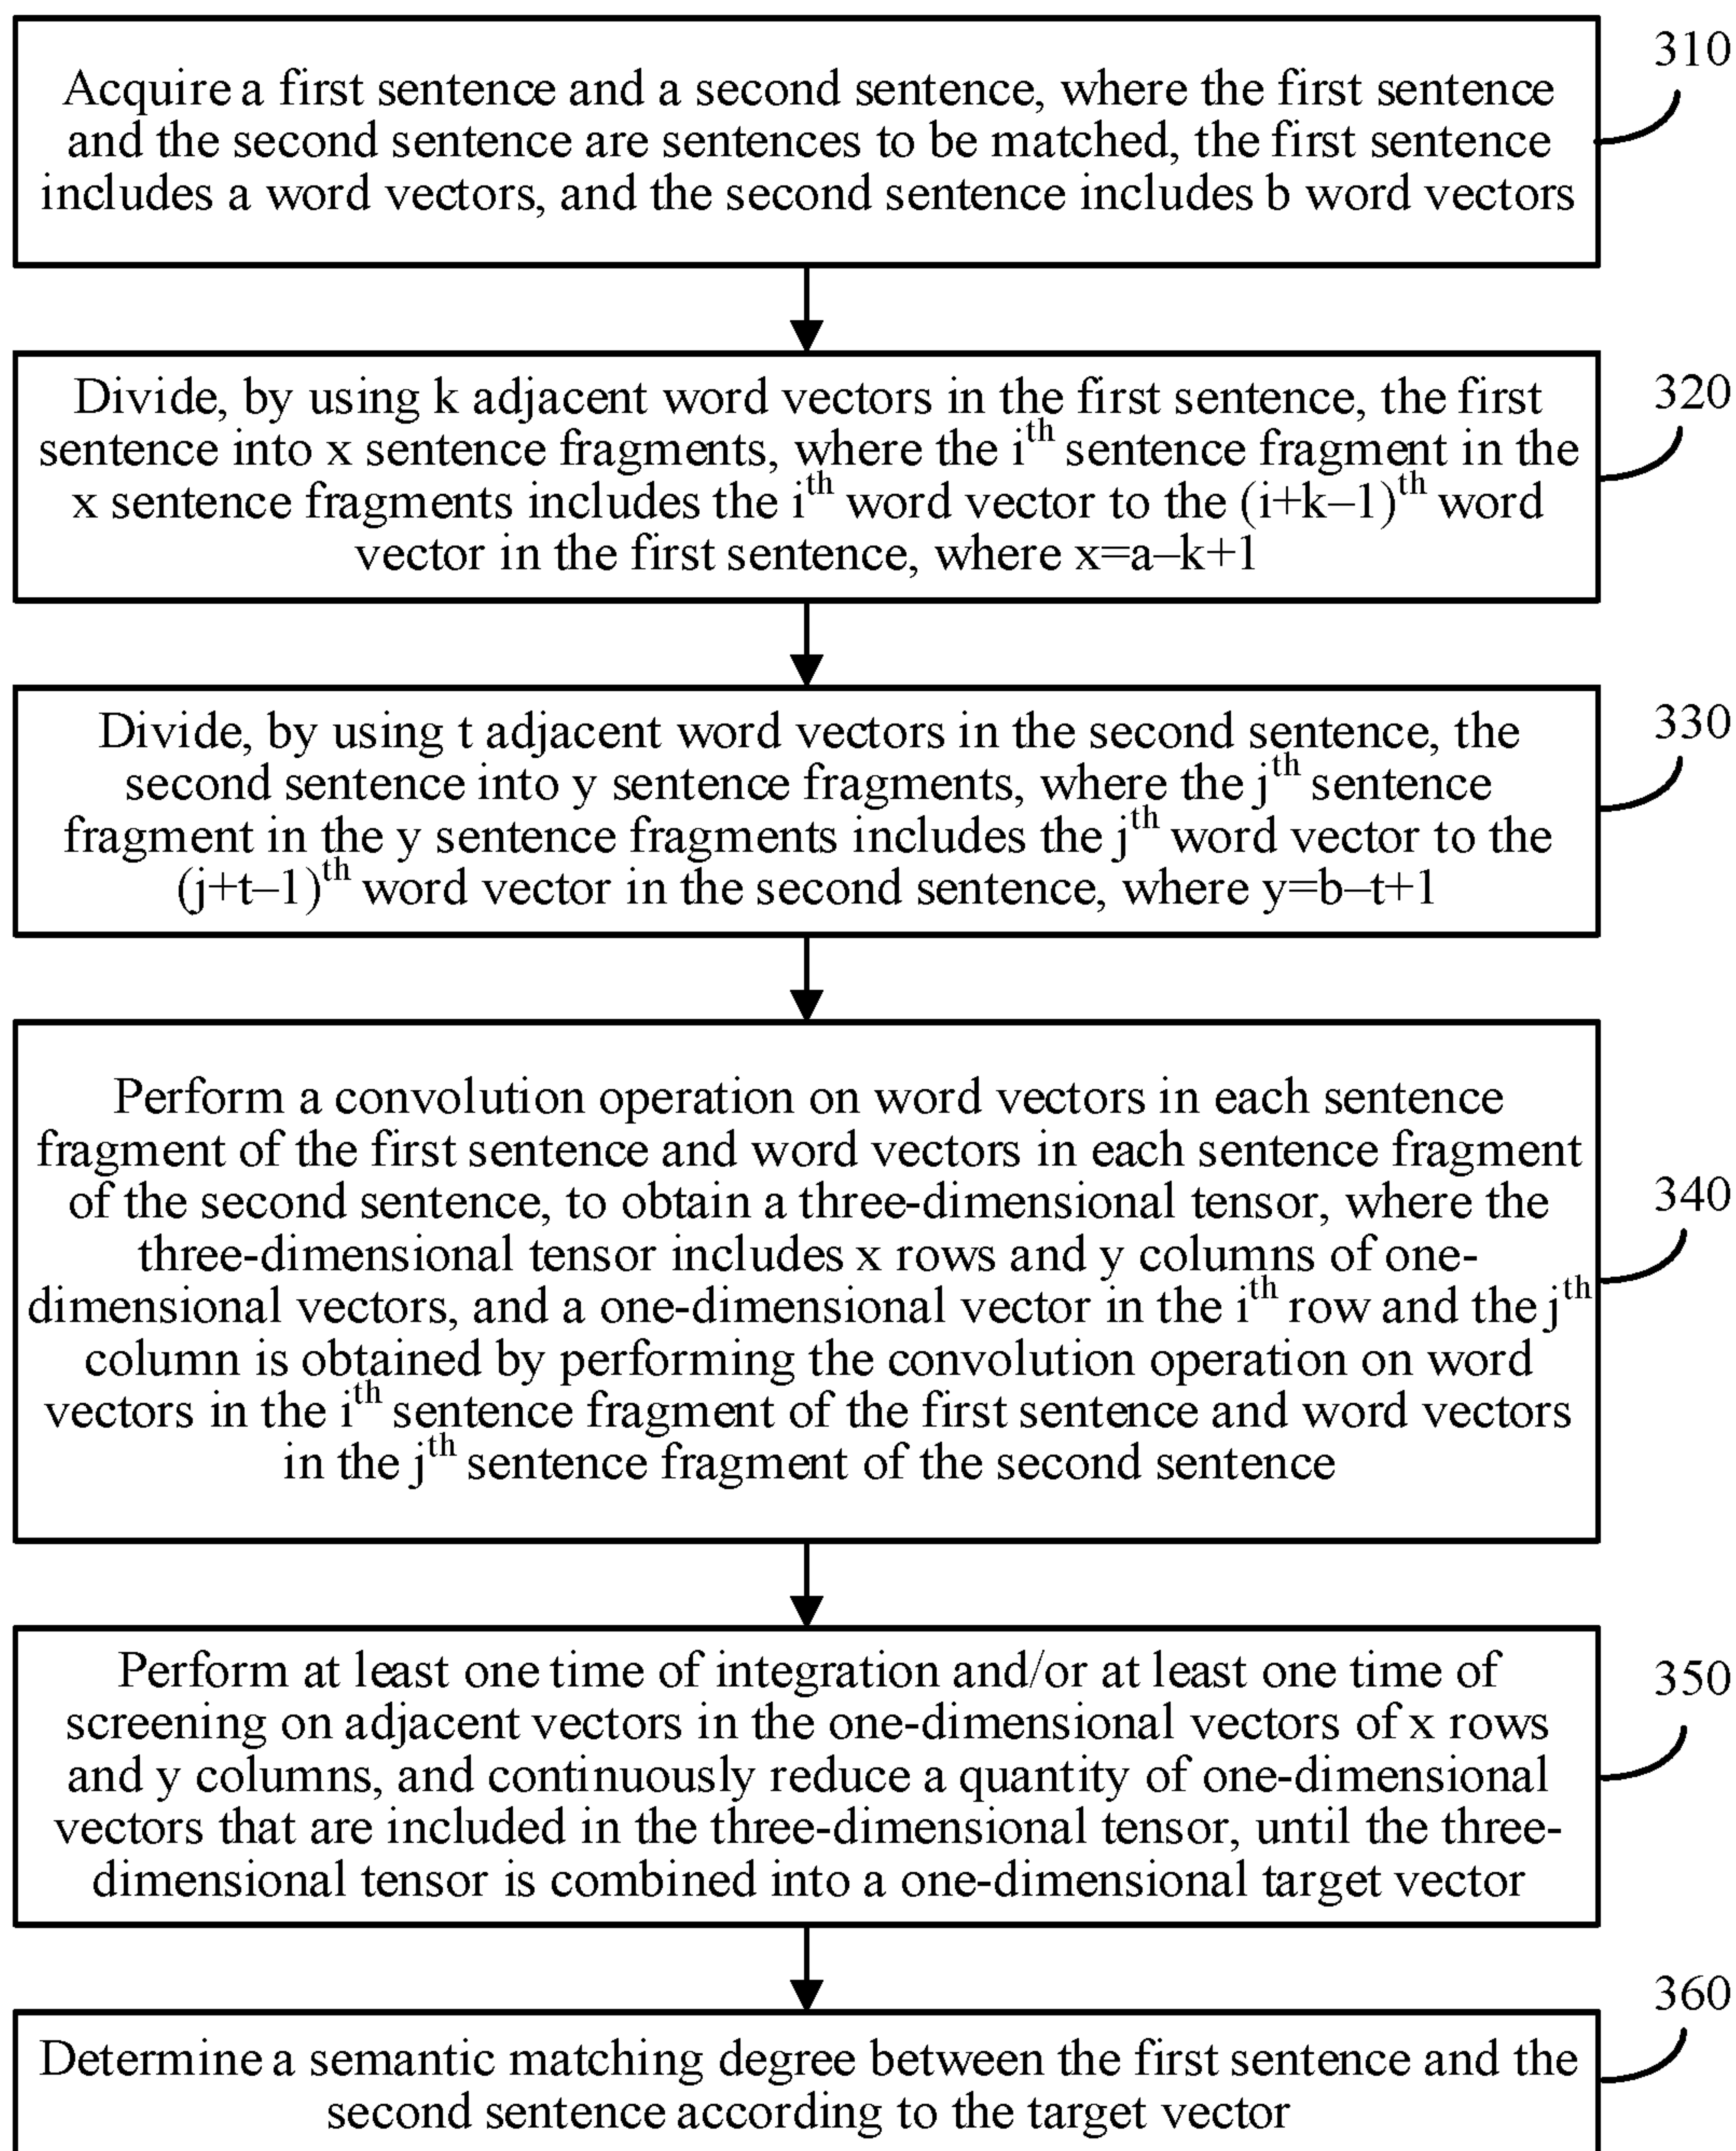 310
Acquire a first sentence and a second sentence, where the first sentence
and the second sentence are sentences to be matched, the first sentence
includes a word vectors, and the second sentence includes b word vectors
320
Divide, by using k adjacent word vectors in the first sentence, the first
sentence into x sentence fragments, where the i^th sentence fragment in the
x sentence fragments includes the i^th word vector to the (i+k–1)^th word
vector in the first sentence, where x=a–k+1
330
Divide, by using t adjacent word vectors in the second sentence, the
second sentence into y sentence fragments, where the j^th sentence
fragment in the y sentence fragments includes the j^th word vector to the
(j+t–1)^th word vector in the second sentence, where y=b–t+1
340
Perform a convolution operation on word vectors in each sentence
fragment of the first sentence and word vectors in each sentence fragment
of the second sentence, to obtain a three-dimensional tensor, where the
three-dimensional tensor includes x rows and y columns of one-
dimensional vectors, and a one-dimensional vector in the i^th row and the j^th
column is obtained by performing the convolution operation on word
vectors in the i^th sentence fragment of the first sentence and word vectors
in the j^th sentence fragment of the second sentence
350
Perform at least one time of integration and/or at least one time of
screening on adjacent vectors in the one-dimensional vectors of x rows
and y columns, and continuously reduce a quantity of one-dimensional
vectors that are included in the three-dimensional tensor, until the three-
dimensional tensor is combined into a one-dimensional target vector
360
Determine a semantic matching degree between the first sentence and the
second sentence according to the target vector